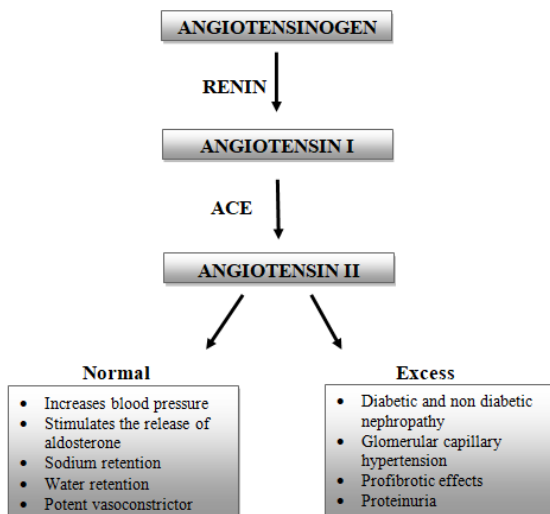 ANGIOTENSINOGEN
RENIN
ANGIOTENSIN I
ACE
ANGIOTENSIN II
Normal
• Increases blood pressure
• Stimulates the release of
aldosterone
• Sodium retention
• Water retention
• Potent vasoconstrictor
Excess
• Diabetic and non diabetic
nephropathy
• Glomerular capillary
hypertension
• Profibrotic effects
• Proteinuria